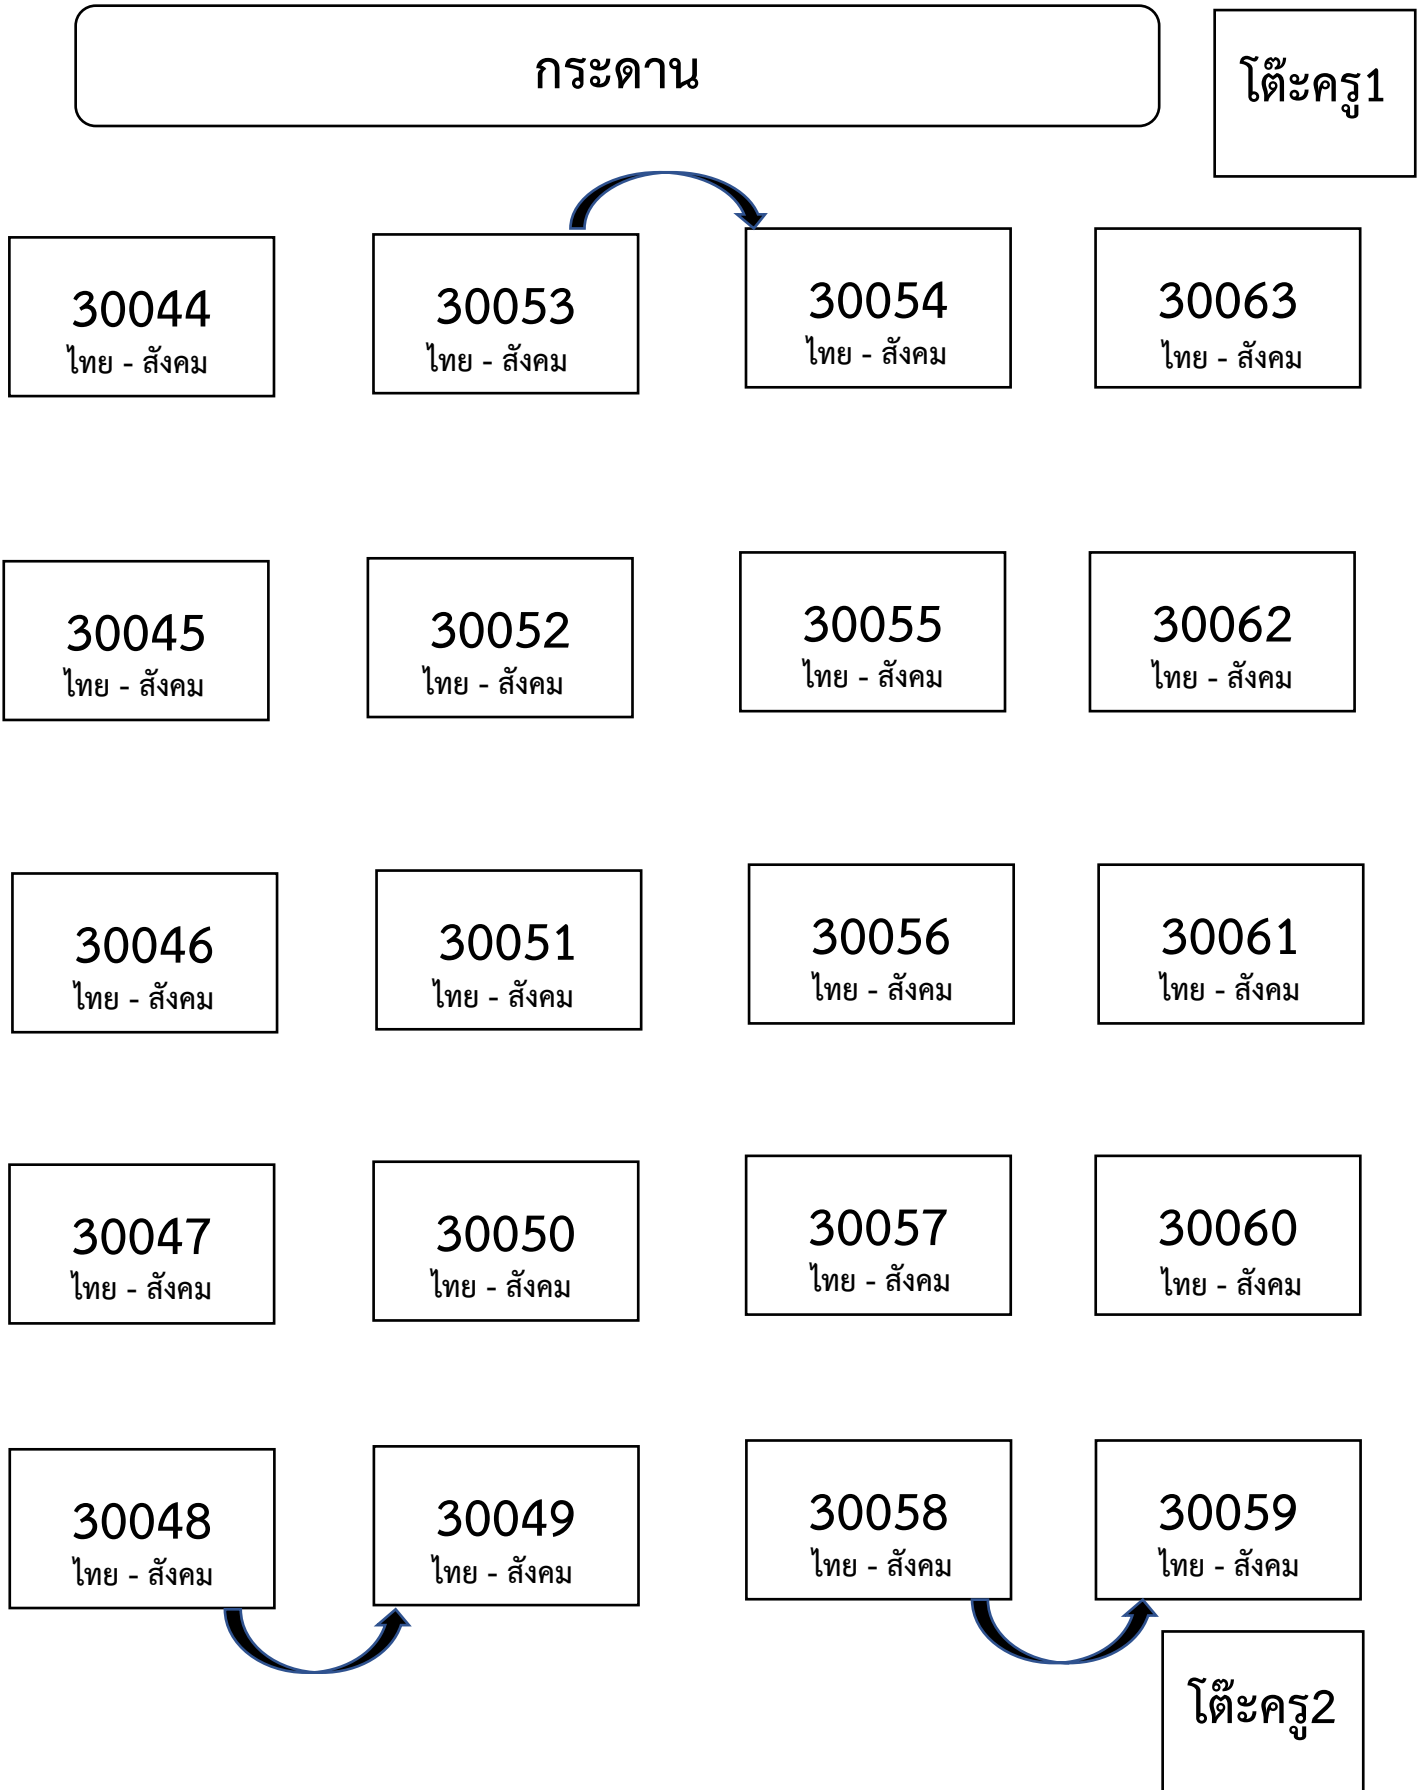 กระดาน
โต๊ะครู1
30044
ไทย - สังคม
30053
ไทย - สังคม
30054
ไทย - สังคม
30063
ไทย - สังคม
30045
ไทย - สังคม
30052
ไทย - สังคม
30055
ไทย - สังคม
30062
ไทย - สังคม
30046
ไทย - สังคม
30051
ไทย - สังคม
30056
ไทย - สังคม
30061
ไทย - สังคม
30047
ไทย - สังคม
30050
ไทย - สังคม
30057
ไทย - สังคม
30060
ไทย - สังคม
30048
ไทย - สังคม
30049
ไทย - สังคม
30058
ไทย - สังคม
30059
ไทย - สังคม
โต๊ะครู2